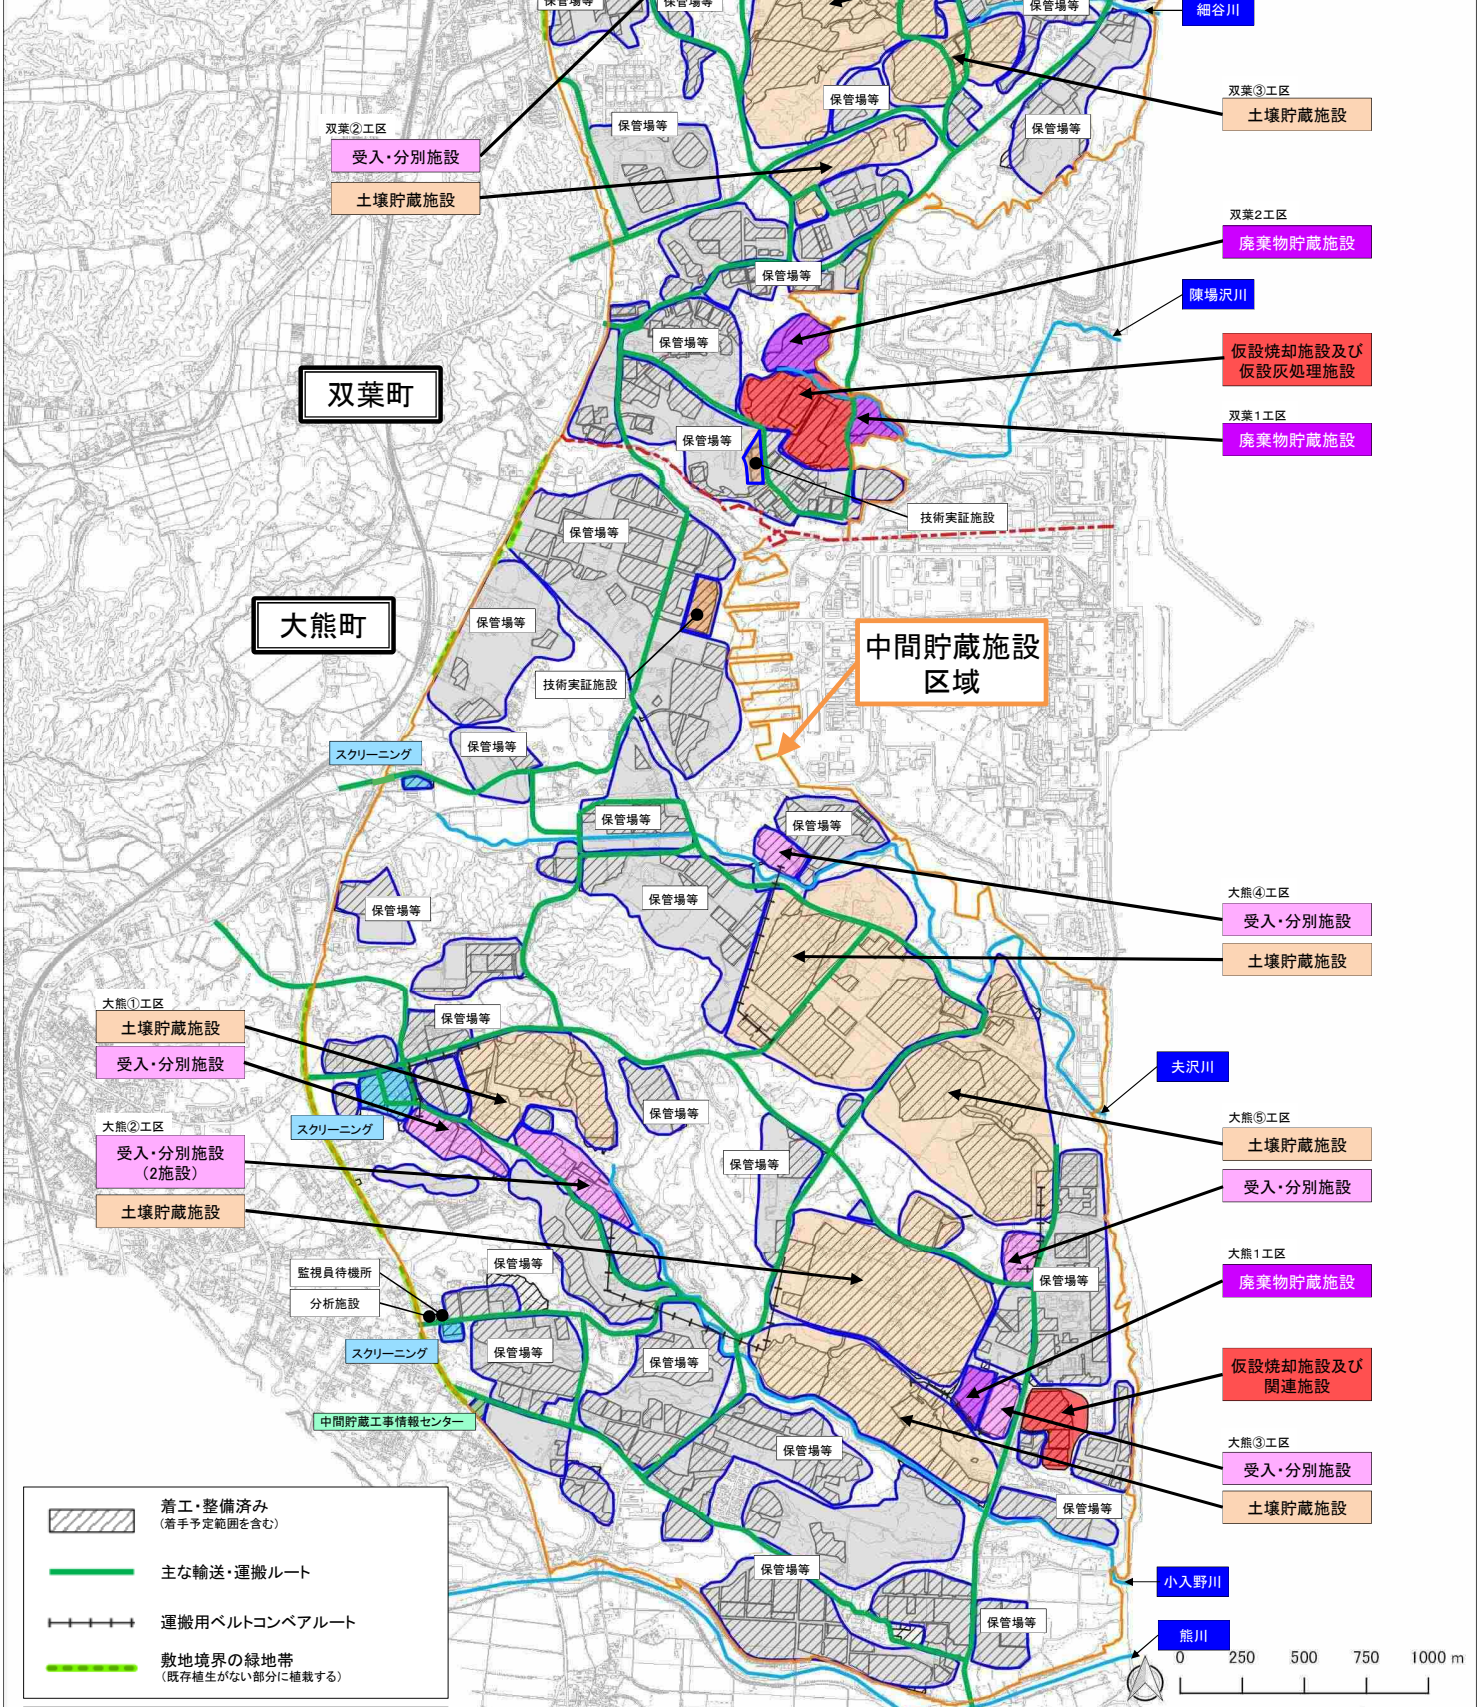 保管場等
保管場等
保管場等
細谷川
双葉③工区
土壌貯蔵施設
保管場等
保管場等
保管場等
双葉②工区
受入・分別施設
土壌貯蔵施設
双葉2工区
廃棄物貯蔵施設
保管場等
陳場沢川
保管場等
仮設焼却施設及び
仮設灰処理施設
双葉町
双葉1工区
廃棄物貯蔵施設
保管場等
技術実証施設
保管場等
大熊町
保管場等
中間貯蔵施設
区域
技術実証施設
保管場等
スクリーニング
保管場等
保管場等
大熊④工区
受入・分別施設
土壌貯蔵施設
保管場等
保管場等
大熊①工区
土壌貯蔵施設
受入・分別施設
保管場等
夫沢川
保管場等
スクリーニング
大熊②工区
受入・分別施設
(2施設)
土壌貯蔵施設
大熊⑤工区
土壌貯蔵施設
受入・分別施設
保管場等
大熊1工区
廃棄物貯蔵施設
保管場等
監視員待機所
分析施設
保管場等
スクリーニング
保管場等
保管場等
仮設焼却施設及び
関連施設
中間貯蔵工事情報センター
大熊③工区
受入・分別施設
土壌貯蔵施設
保管場等
保管場等
保管場等
小入野川
保管場等
熊川
着工・整備済み
(着手予定範囲を含む)
主な輸送・運搬ルート
運搬用ベルトコンベアルート
敷地境界の緑地帯
(既存植生がない部分に植栽する)
0 250 500 750 1000 m